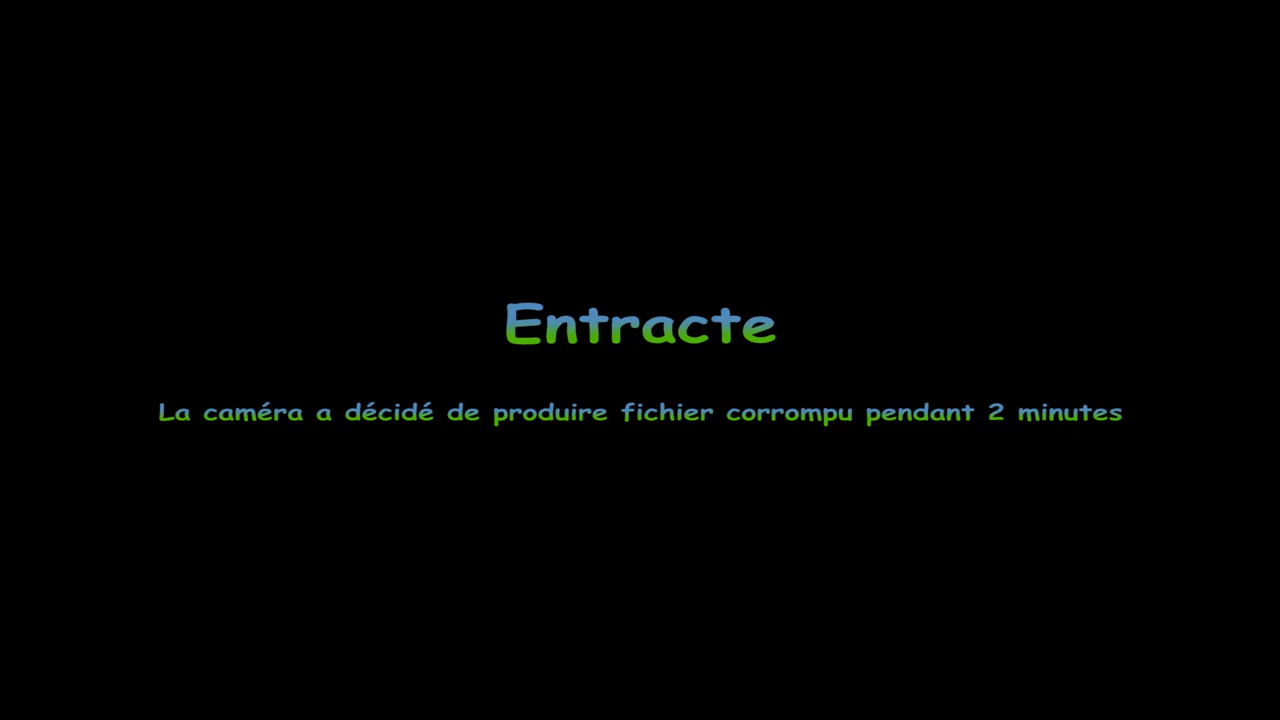 Entracte
La caméra a décidé de produire fichier corrompu pendant 2 minutes